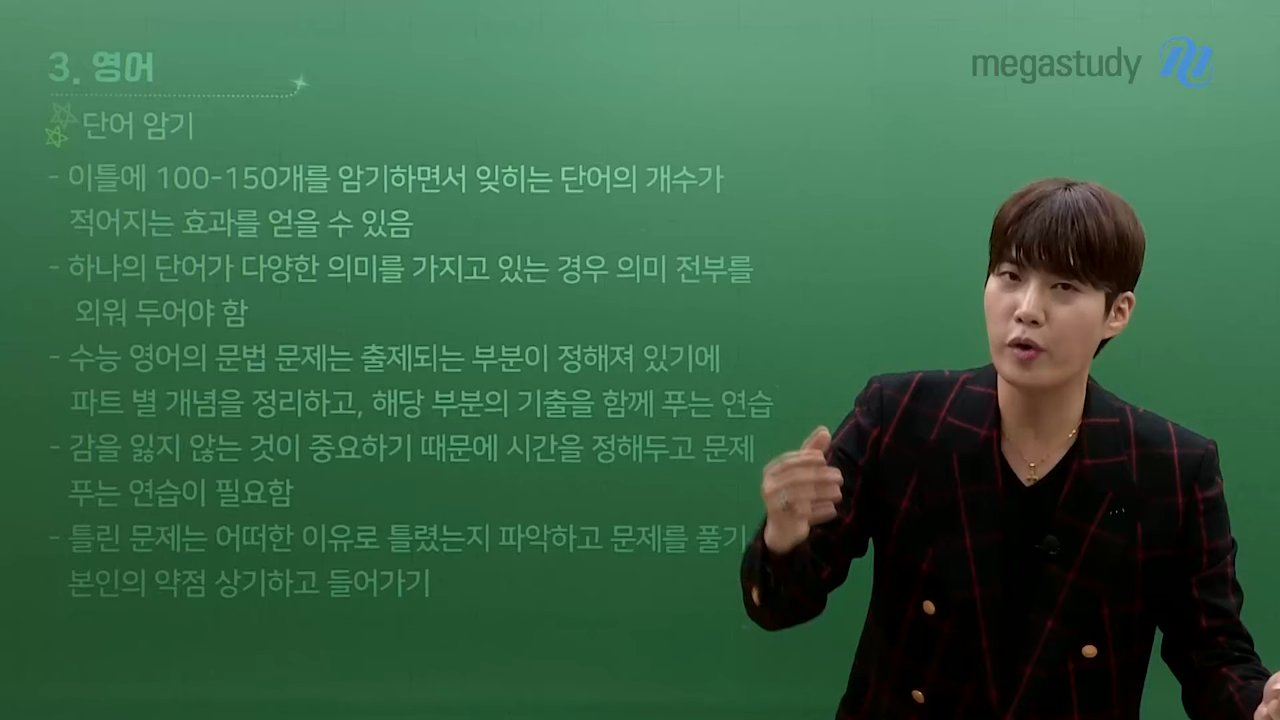 3. 영어
megastudy
단어 암기
- 이틀에 100-150개를 암기하면서 잊히는 단어의 개수가
적어지는 효과를 얻을 수 있음
- 하나의 단어가 다양한 의미를 가지고 있는 경우 의미 전부를
외워 두어야 함
- 수능 영어의 문법 문제는 출제되는 부분이 정해져 있기에
파트 별 개념을 정리하고, 해당 부분의 기출을 함께 푸는 연습
- 감을 잃지 않는 것이 중요하기 때문에 시간을 정해두고 문제
푸는 연습이 필요함
- 틀린 문제는 어떠한 이유로 틀렸는지 파악하고 문제를 풀기
본인의 약점 상기하고 들어가기